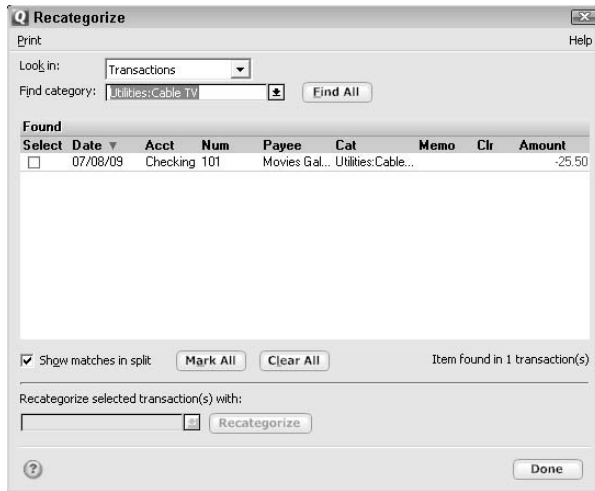 Recategorize
Print Help
Look in: Transactions
Find category: Utilities:Cable TV Find All
Found
Select Date Acct Num Payee Cat Memo Clr Amount
07/08/09 Checking 101 Movies Gal... Utilities:Cable... -25.50
Show matches in split Mark All Clear All Item found in 1 transaction(s)
Recategorize selected transaction(s) with:
Recategorize
? Done